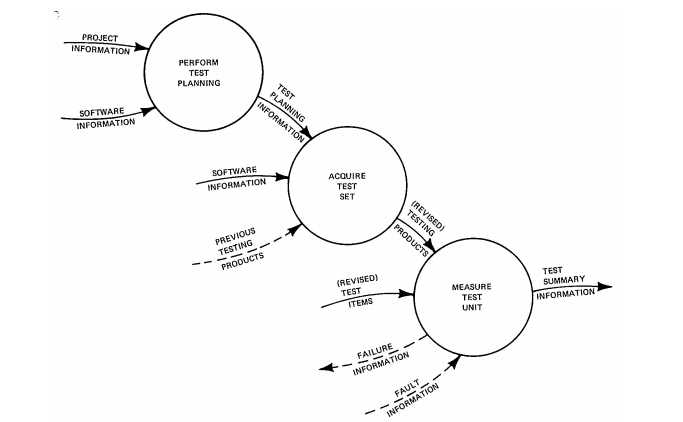 PROJECT
INFORMATION
PERFORM
TEST
PLANNING
SOFTWARE
INFORMATION
TEST
PLANNING
INFORMATION
SOFTWARE
INFORMATION
ACQUIRE
TEST
SET
PREVIOUS
TESTING
PRODUCTS
(REVISED)
TESTING
PRODUCTS
(REVISED)
TEST
ITEMS
MEASURE
TEST
UNIT
TEST
SUMMARY
INFORMATION
FAILURE
INFORMATION
FAULT
INFORMATION